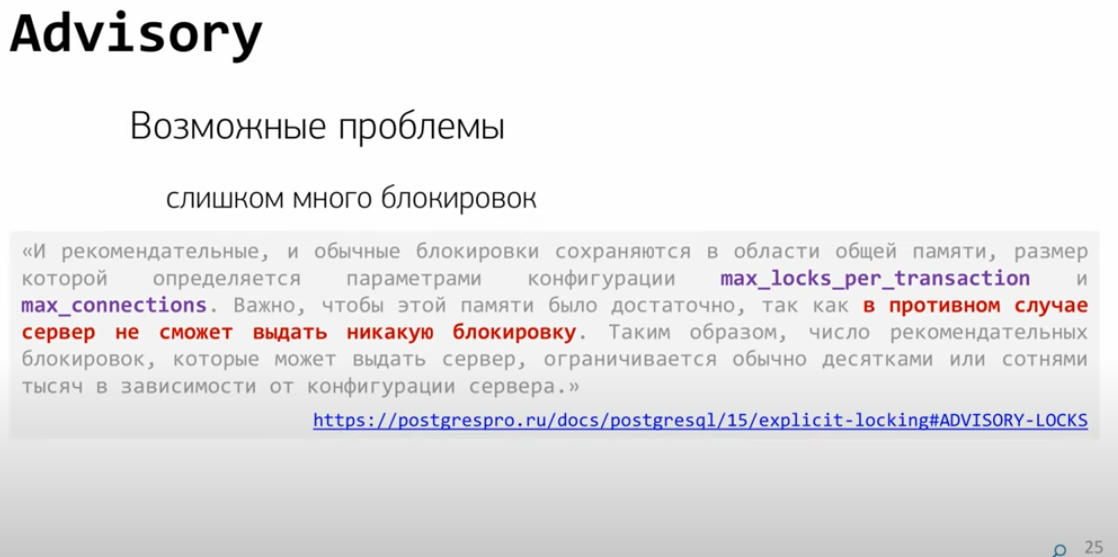 Advisory
Возможные проблемы
слишком много блокировок
«И рекомендательные, и обычные блокировки сохраняются в области общей памяти, размер
которой определяется параметрами конфигурации max_locks_per_transaction и
max_connections. Важно, чтобы этой памяти было достаточно, так как в противном случае
сервер не сможет выдать никакую блокировку. Таким образом, число рекомендательных
блокировок, которые может выдать сервер, ограничивается обычно десятками или сотнями
тысяч в зависимости от конфигурации сервера.»
https://postgrespro.ru/docs/postgresql/15/explicit-locking#ADVISORY-LOCKS
25